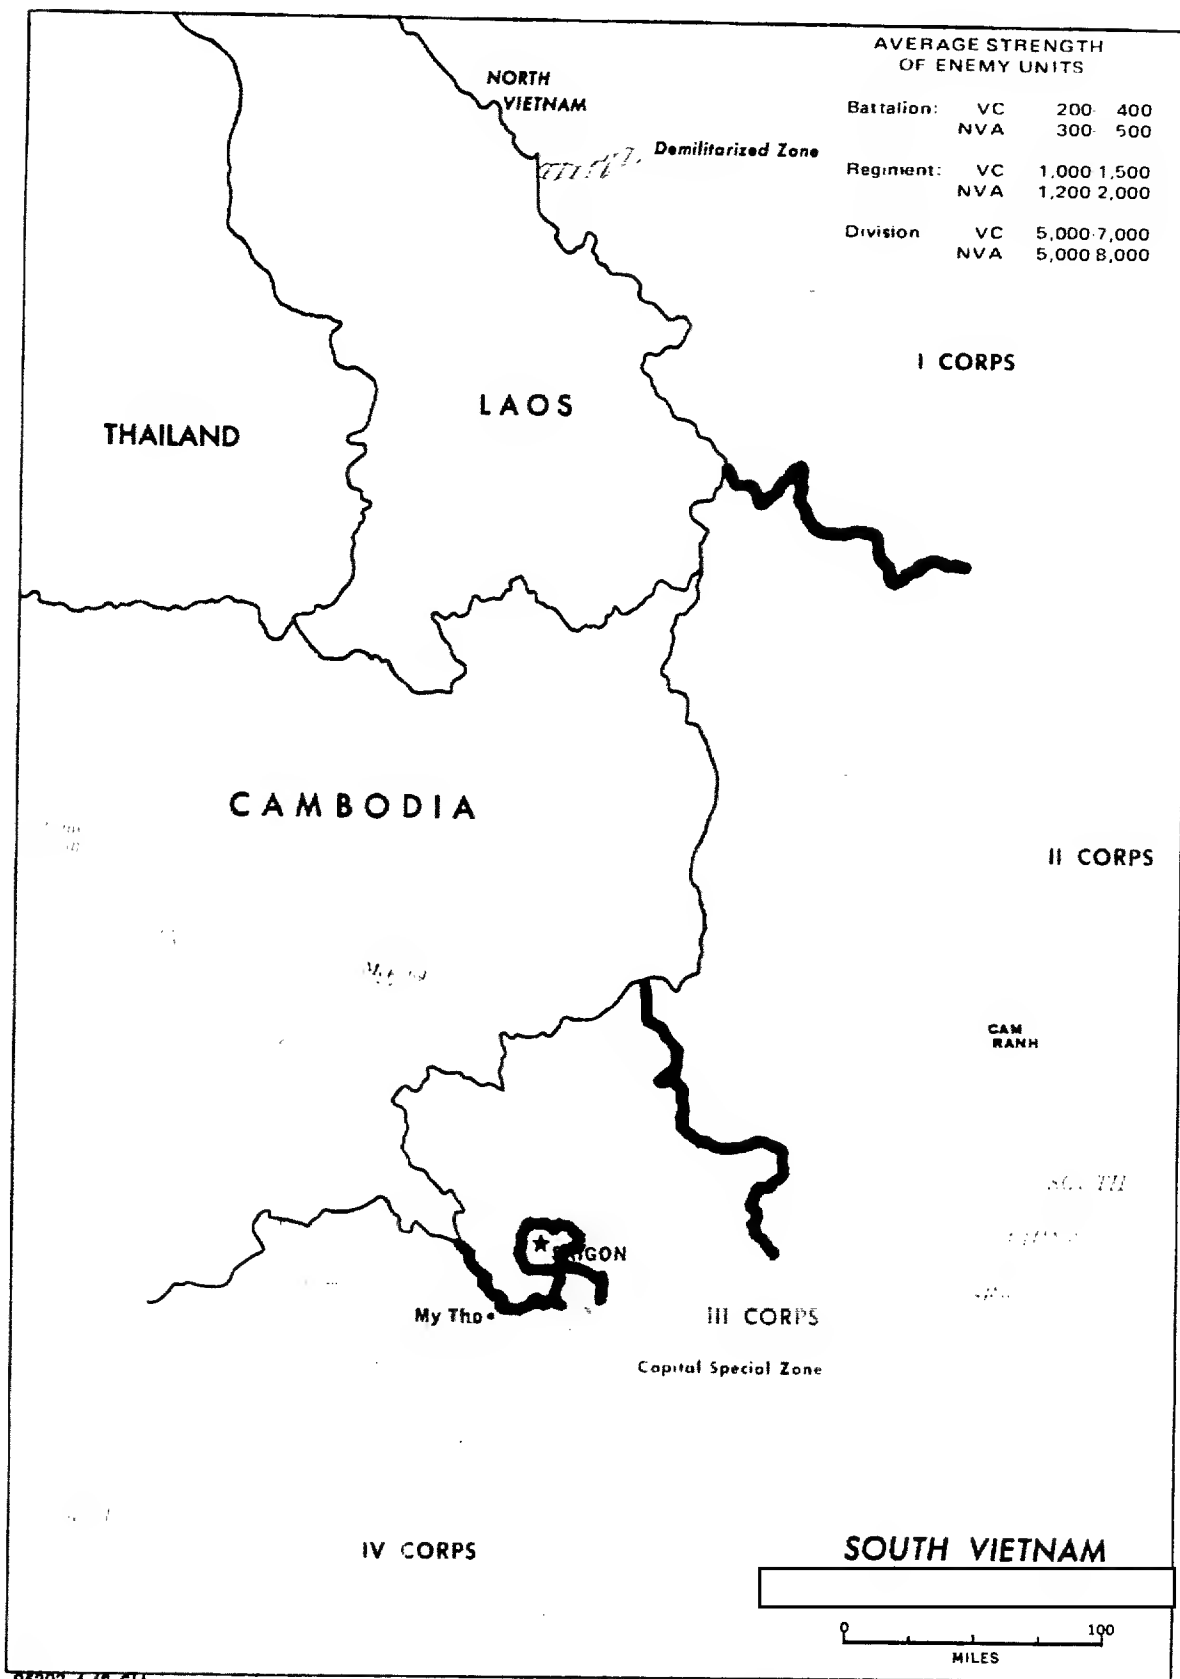 AVERAGE STRENGTH
OF ENEMY UNITS
Battalion: VC 200- 400
NVA 300- 500
Regiment: VC 1,000 1,500
NVA 1,200 2,000
Division VC 5,000-7,000
NVA 5,000 8,000
NORTH
VIETNAM
Demilitarized Zone
I CORPS
LAOS
THAILAND
CAMBODIA
II CORPS
CAM
RANH
SAIGON
My Tho
III CORPS
Capital Special Zone
IV CORPS
SOUTH VIETNAM
0 100
MILES